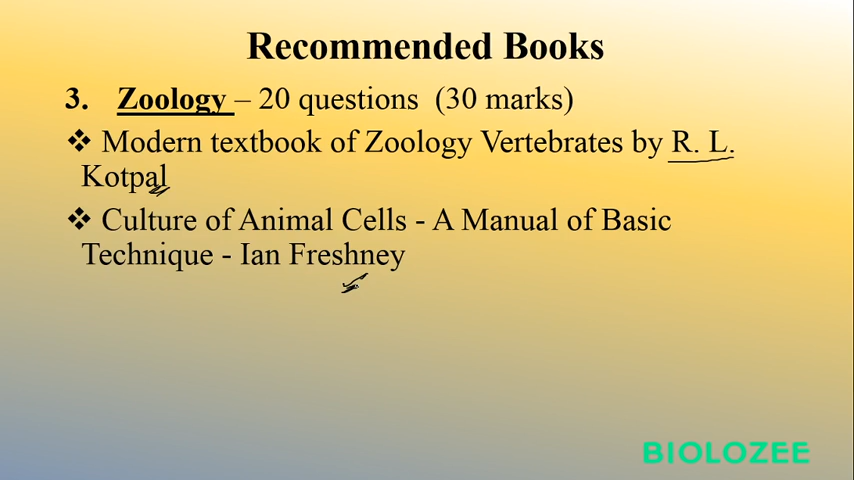 Recommended Books
3. Zoology – 20 questions (30 marks)
❖ Modern textbook of Zoology Vertebrates by R. L.
Kotpal
❖ Culture of Animal Cells - A Manual of Basic
Technique - Ian Freshney
BIOLOZEE